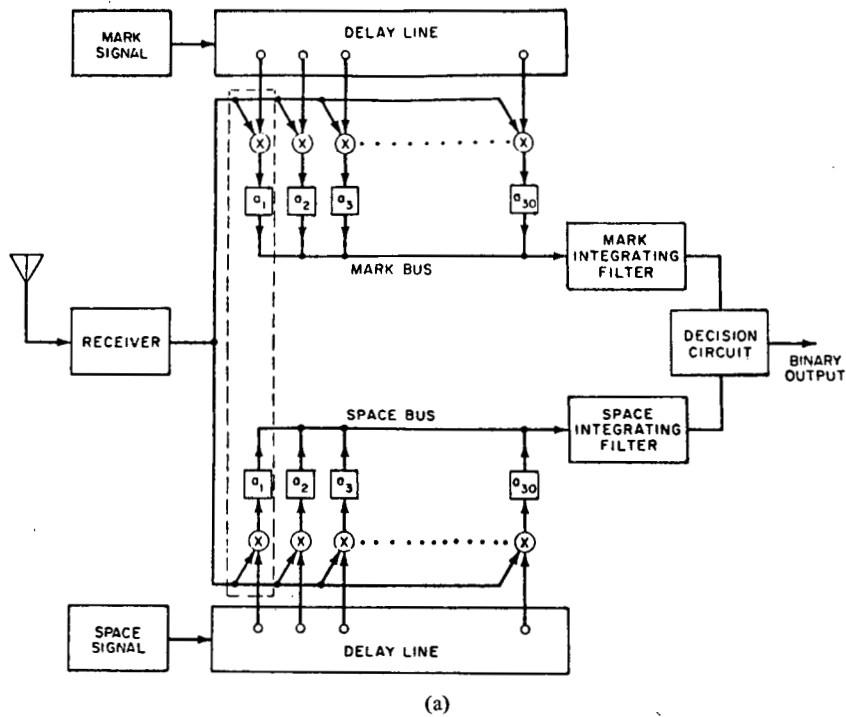 MARK SIGNAL
DELAY LINE
X X X X
a1 a2 a3 a30
MARK BUS
MARK INTEGRATING FILTER
RECEIVER
DECISION CIRCUIT
BINARY OUTPUT
SPACE BUS
SPACE INTEGRATING FILTER
a1 a2 a3 a30
X X X X
SPACE SIGNAL
DELAY LINE
(a)